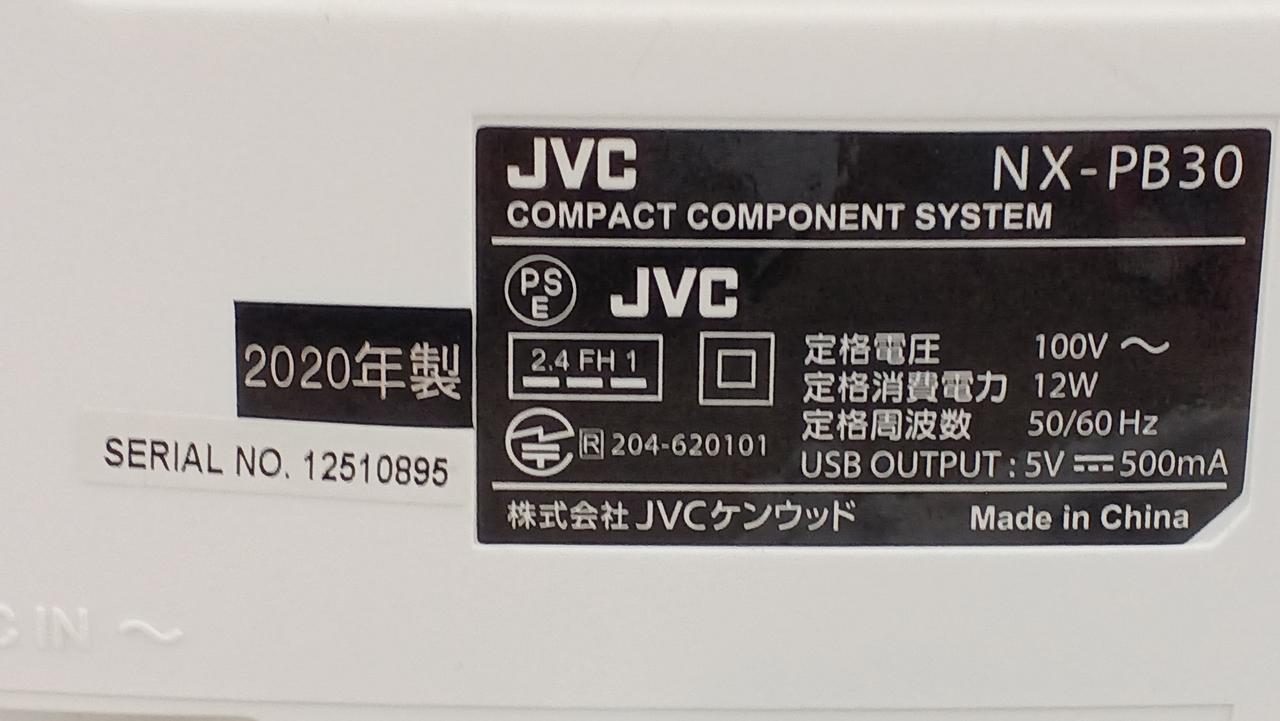 JVC NX-PB30
COMPACT COMPONENT SYSTEM
PS
E
JVC
2.4 FH 1
定格電圧 100V ～
定格消費電力 12W
定格周波数 50/60 Hz
R 204-620101
USB OUTPUT : 5V ⎓ 500mA
株式会社 JVCケンウッド Made in China
2020年製
SERIAL NO. 12510895
C IN ～